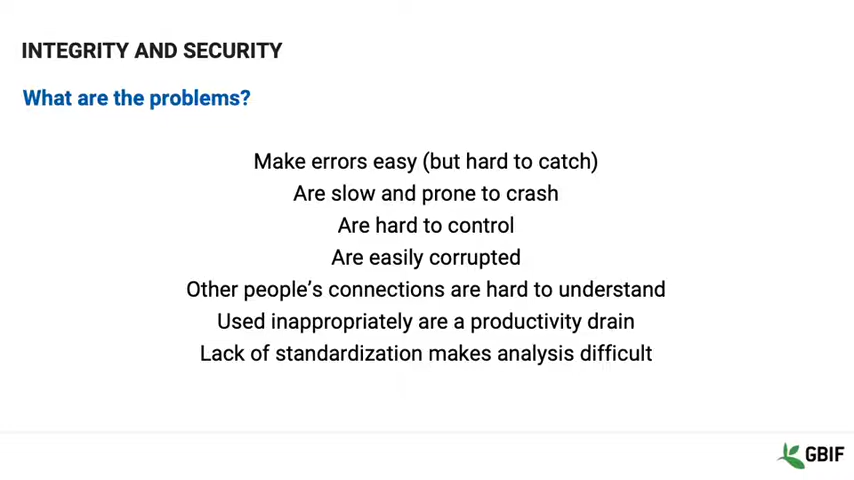 INTEGRITY AND SECURITY
What are the problems?
Make errors easy (but hard to catch)
Are slow and prone to crash
Are hard to control
Are easily corrupted
Other people’s connections are hard to understand
Used inappropriately are a productivity drain
Lack of standardization makes analysis difficult
GBIF